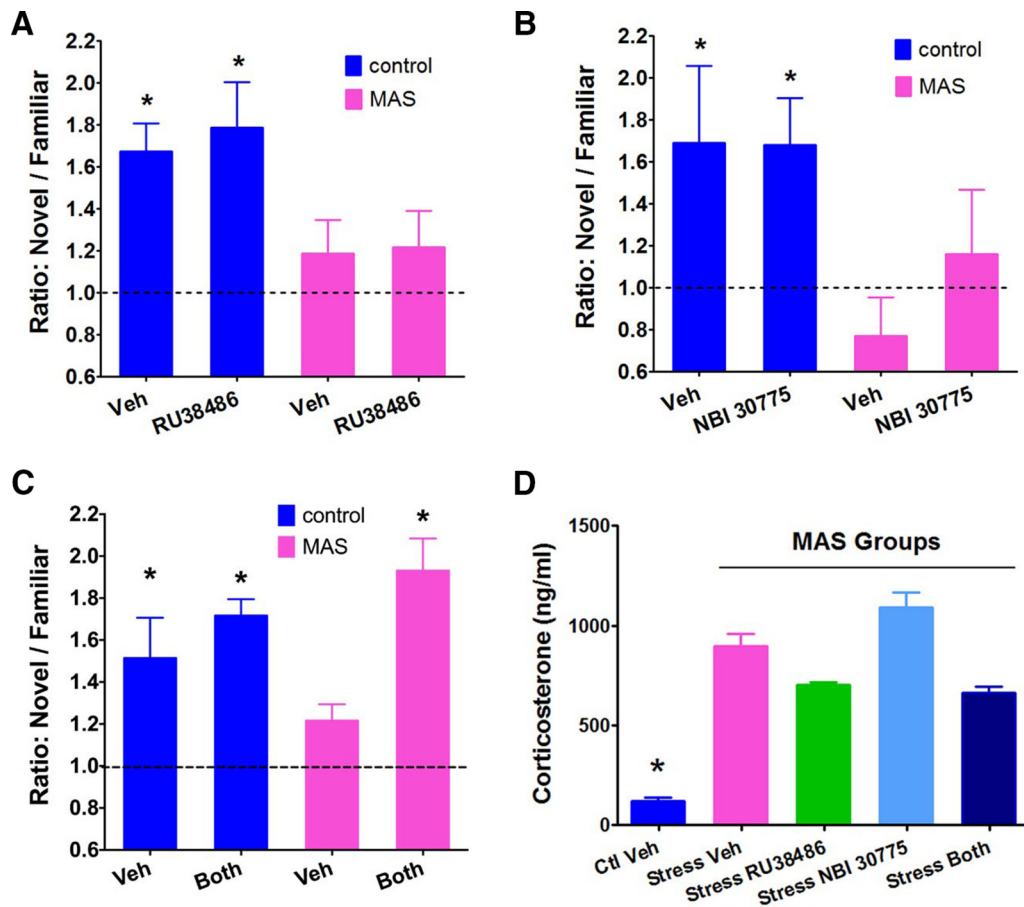 A
Ratio: Novel / Familiar
2.2
2.0
1.8
1.6
1.4
1.2
1.0
0.8
0.6
*
*
control
MAS
Veh
RU38486
Veh
RU38486
B
Ratio: Novel / Familiar
2.2
2.0
1.8
1.6
1.4
1.2
1.0
0.8
0.6
*
*
control
MAS
Veh
NBI 30775
Veh
NBI 30775
C
Ratio: Novel / Familiar
2.2
2.0
1.8
1.6
1.4
1.2
1.0
0.8
0.6
*
*
*
control
MAS
Veh
Both
Veh
Both
D
Corticosterone (ng/ml)
1500
1000
500
0
MAS Groups
*
Ctl Veh
Stress Veh
Stress RU38486
Stress NBI 30775
Stress Both